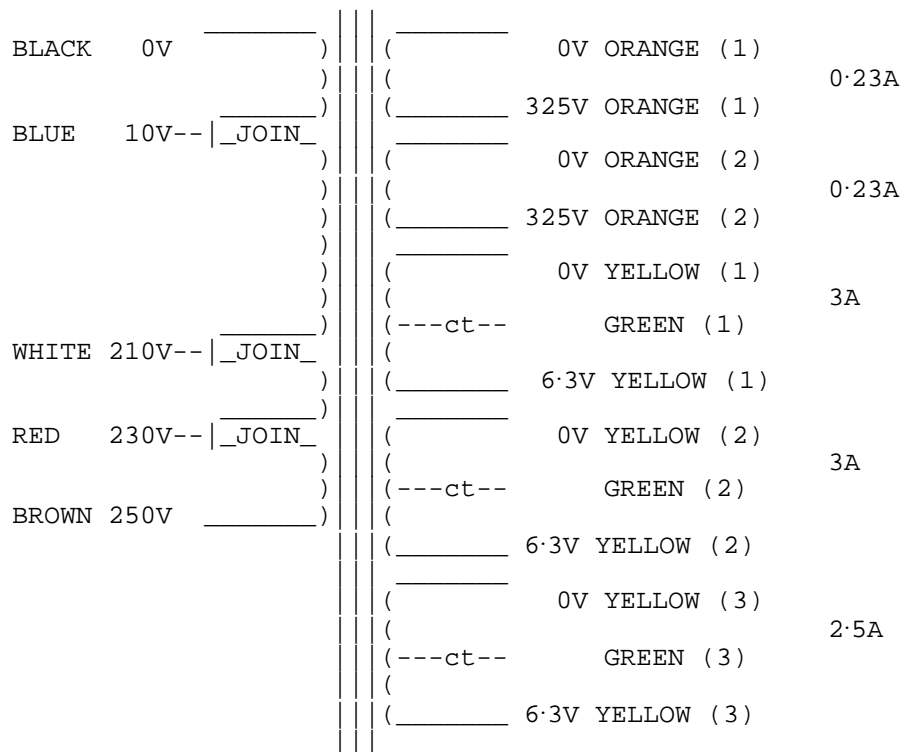 BLACK 0V 0V ORANGE (1)
0·23A
325V ORANGE (1)
BLUE 10V--|_JOIN_
0V ORANGE (2)
0·23A
325V ORANGE (2)
0V YELLOW (1)
3A
---ct-- GREEN (1)
WHITE 210V--|_JOIN_
6·3V YELLOW (1)
RED 230V--|_JOIN_ 0V YELLOW (2)
3A
---ct-- GREEN (2)
BROWN 250V
6·3V YELLOW (2)
0V YELLOW (3)
2·5A
---ct-- GREEN (3)
6·3V YELLOW (3)